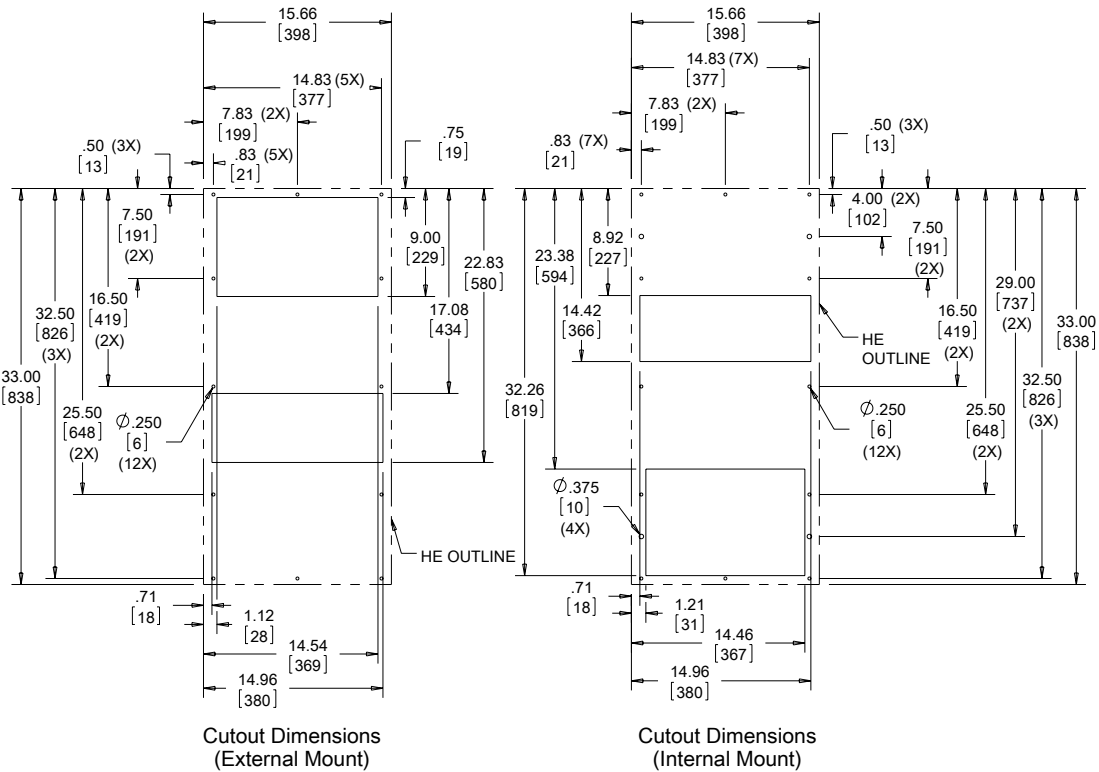 15.66
[398]
14.83 (5X)
[377]
7.83 (2X)
[199]
.50 (3X)
[13]
.83 (5X)
[21]
.75
[19]
7.50
[191]
(2X)
9.00
[229]
22.83
[580]
16.50
[419]
(2X)
32.50
[826]
(3X)
17.08
[434]
33.00
[838]
25.50
[648]
(2X)
Ø.250
[6]
(12X)
HE OUTLINE
.71
[18]
1.12
[28]
14.54
[369]
14.96
[380]
Cutout Dimensions
(External Mount)
15.66
[398]
14.83 (7X)
[377]
7.83 (2X)
[199]
.83 (7X)
[21]
.50 (3X)
[13]
4.00 (2X)
[102]
7.50
[191]
(2X)
8.92
[227]
23.38
[594]
14.42
[366]
29.00
[737]
(2X)
16.50
[419]
(2X)
33.00
[838]
HE
OUTLINE
32.26
[819]
32.50
[826]
(3X)
Ø.250
[6]
(12X)
25.50
[648]
(2X)
Ø.375
[10]
(4X)
.71
[18]
1.21
[31]
14.46
[367]
14.96
[380]
Cutout Dimensions
(Internal Mount)